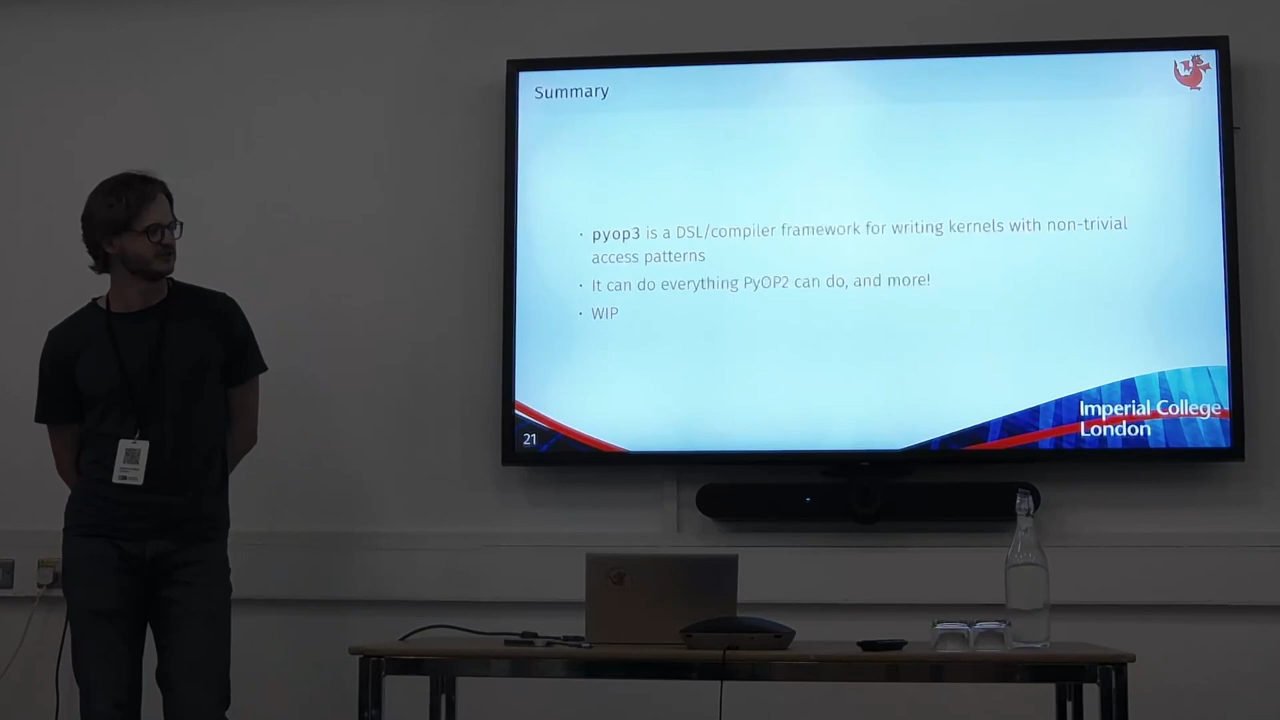 Summary
· pyop3 is a DSL/compiler framework for writing kernels with non-trivial
access patterns
· It can do everything PyOP2 can do, and more!
· WIP
21
Imperial College
London